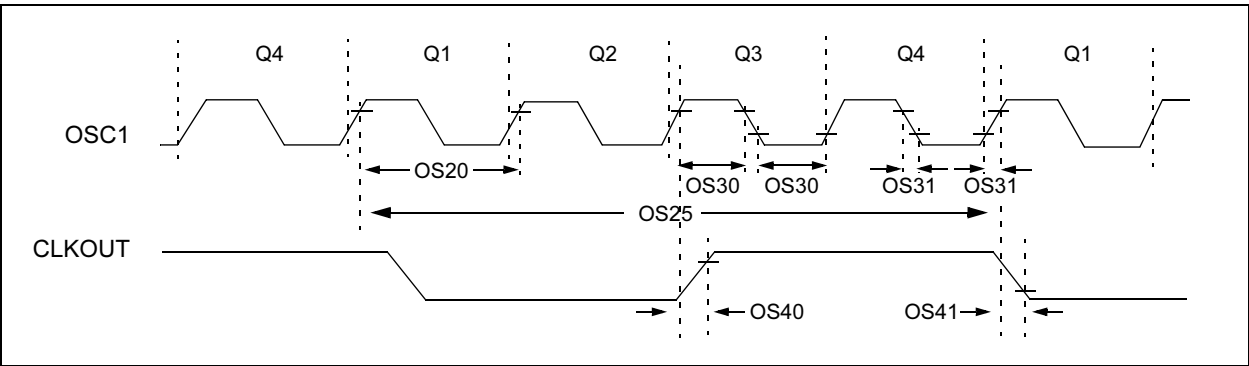 Q4 Q1 Q2 Q3 Q4 Q1
OSC1
OS20
OS30 OS30 OS31 OS31
OS25
CLKOUT
OS40 OS41